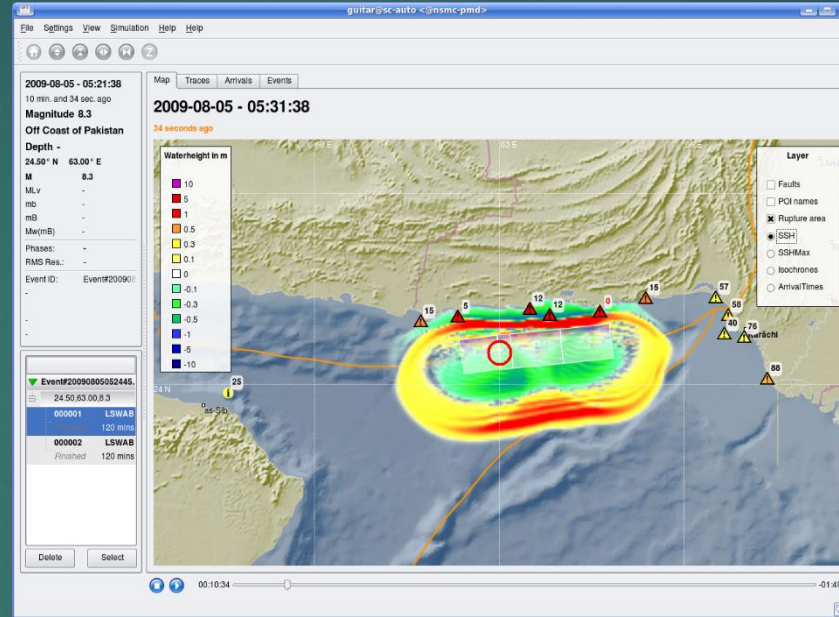 guitar@sc-auto <@nsmc-pmd>
File Settings View Simulation Help Help
Z
2009-08-05 - 05:21:38
10 min. and 34 sec. ago
Magnitude 8.3
Off Coast of Pakistan
Depth -
24.50° N 63.00° E
M 8.3
MLv -
mb -
mB -
Mw(mB) -
Phases: -
RMS Res.: -
Event ID: Event#20090
-
-
-
-
Event#20090805052445.
24.50,63.00,8.3
000001 LSWAB
120 mins
000002 LSWAB
Finished 120 mins
Delete Select
Map Traces Arrivals Events
2009-08-05 - 05:31:38
34 seconds ago
63 E
Waterheight in m
10
5
1
0.5
0.3
0.1
0
-0.1
-0.3
-0.5
-1
-5
-10
Layer
Faults
POI names
Rupture area
SSH
SSHMax
Isochrones
ArrivalTimes
15
5
12
12
0
15
57
58
40
76
88
25
24 N
as-Sib
00:10:34